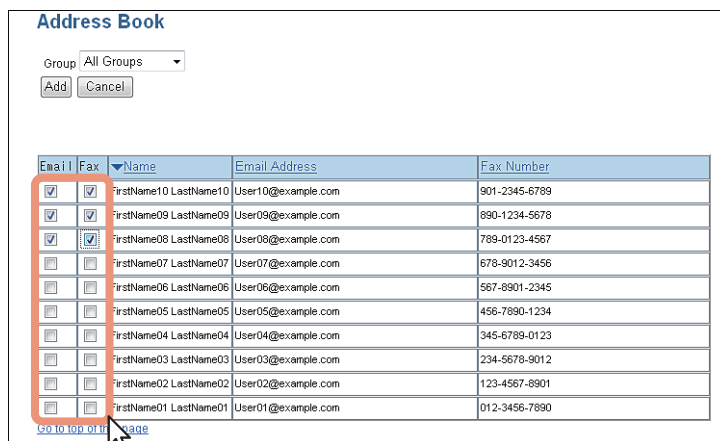 Address Book
Group All Groups
Add Cancel
Email Fax Name Email Address Fax Number
FirstName10 LastName10 User10@example.com 901-2345-6789
FirstName09 LastName09 User09@example.com 890-1234-5678
FirstName08 LastName08 User08@example.com 789-0123-4567
FirstName07 LastName07 User07@example.com 678-9012-3456
FirstName06 LastName06 User06@example.com 567-8901-2345
FirstName05 LastName05 User05@example.com 456-7890-1234
FirstName04 LastName04 User04@example.com 345-6789-0123
FirstName03 LastName03 User03@example.com 234-5678-9012
FirstName02 LastName02 User02@example.com 123-4567-8901
FirstName01 LastName01 User01@example.com 012-3456-7890
Go to top of page